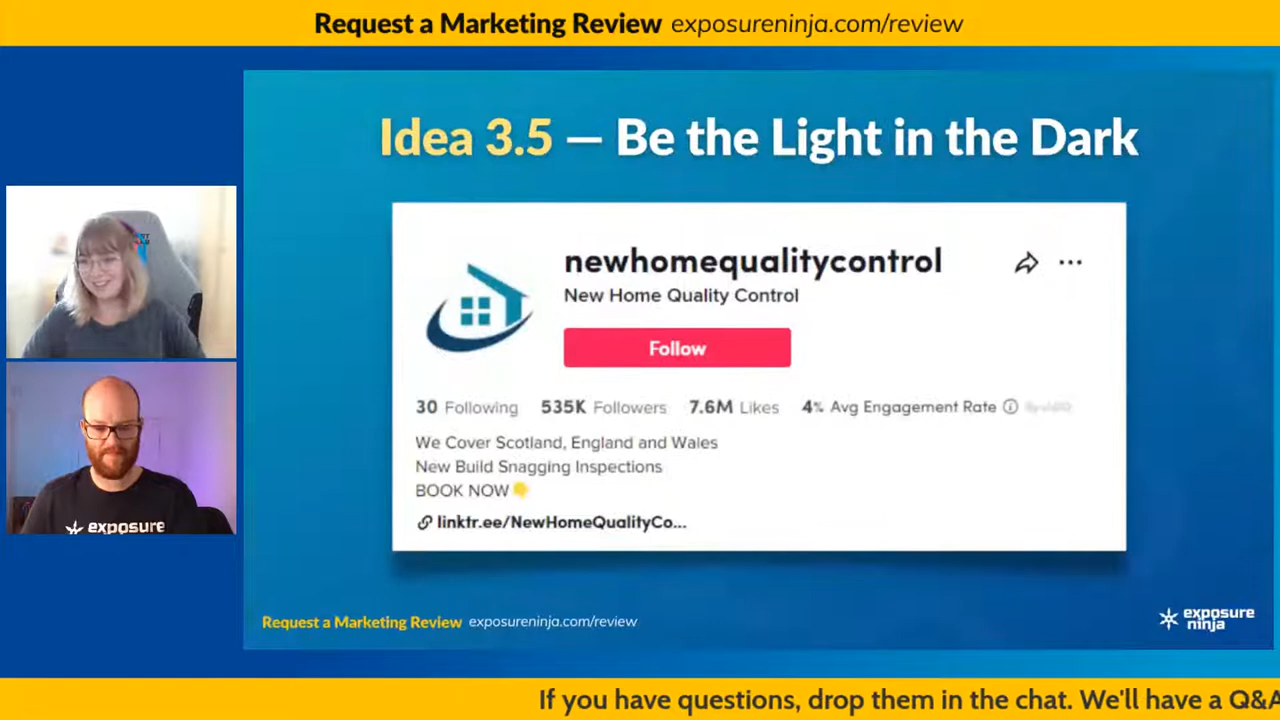 Request a Marketing Review exposureninja.com/review
Idea 3.5 — Be the Light in the Dark
newhomequalitycontrol
New Home Quality Control
Follow
30 Following 535K Followers 7.6M Likes 4% Avg Engagement Rate
We Cover Scotland, England and Wales
New Build Snagging Inspections
BOOK NOW👇
linktr.ee/NewHomeQualityCo...
exposure
Request a Marketing Review exposureninja.com/review
exposure
ninja
If you have questions, drop them in the chat. We'll have a Q&A